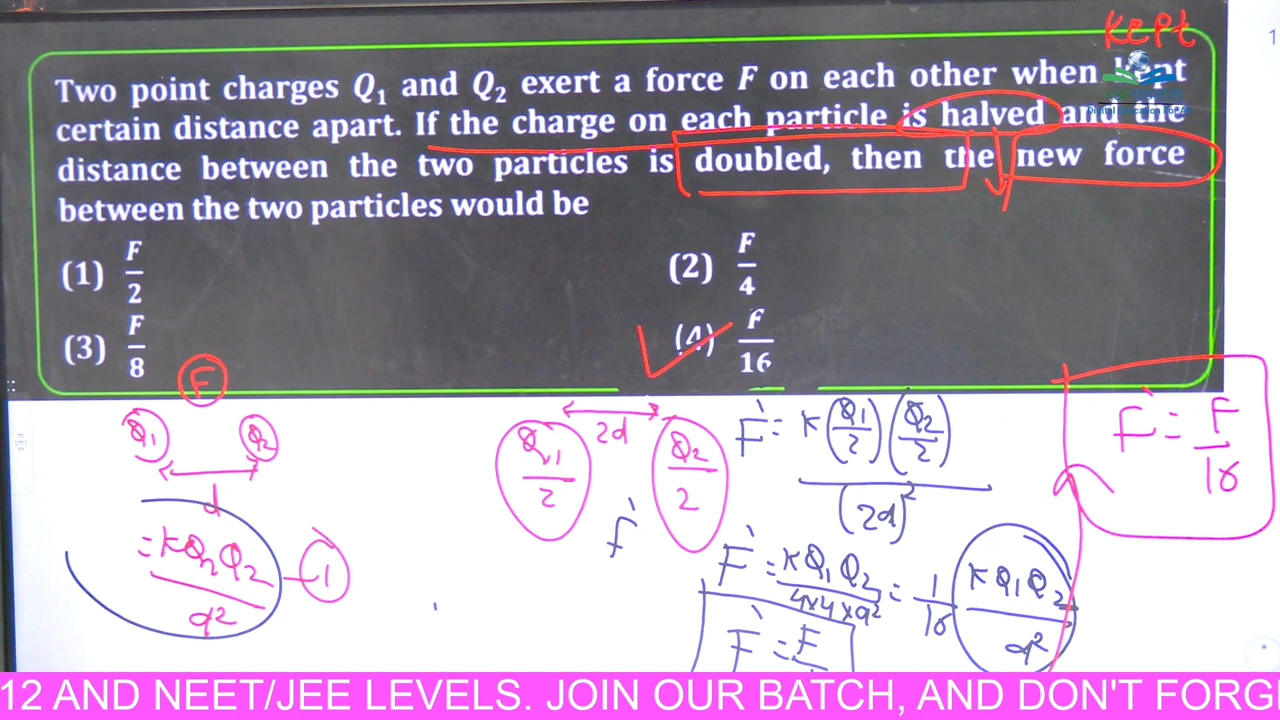 KEPt
1
Two point charges Q₁ and Q₂ exert a force F on each other when kept
certain distance apart. If the charge on each particle is halved and the
distance between the two particles is doubled, then the new force
between the two particles would be
(1) F/2
(2) F/4
(3) F/8
(4) F/16
F
Q₁ Q₂
d
= KQ₁Q₂/d² — 1
Q₁/2 2d Q₂/2
F'
F' = K(Q₁/2)(Q₂/2)/(2d)²
F' = KQ₁Q₂/4×4×d² = 1/16 KQ₁Q₂/d²
F' = F
F' = F/16
12 AND NEET/JEE LEVELS. JOIN OUR BATCH, AND DON'T FORG